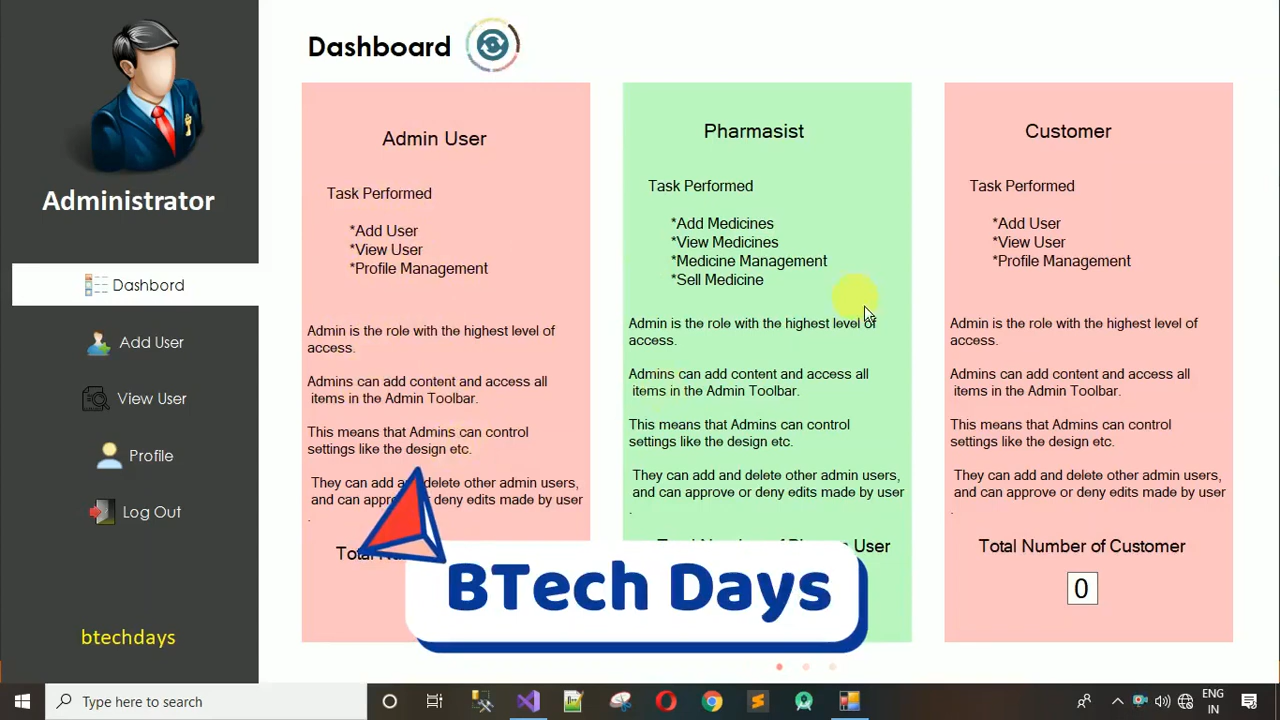 Dashboard
Administrator
Dashbord
Add User
View User
Profile
Log Out
btechdays
Admin User
Task Performed
*Add User
*View User
*Profile Management
Admin is the role with the highest level of
access.
Admins can add content and access all
items in the Admin Toolbar.
This means that Admins can control
settings like the design etc.
They can add and delete other admin users,
and can approve or deny edits made by user
.
Pharmasist
Task Performed
*Add Medicines
*View Medicines
*Medicine Management
*Sell Medicine
Admin is the role with the highest level of
access.
Admins can add content and access all
items in the Admin Toolbar.
This means that Admins can control
settings like the design etc.
They can add and delete other admin users,
and can approve or deny edits made by user
.
User
Customer
Task Performed
*Add User
*View User
*Profile Management
Admin is the role with the highest level of
access.
Admins can add content and access all
items in the Admin Toolbar.
This means that Admins can control
settings like the design etc.
They can add and delete other admin users,
and can approve or deny edits made by user
.
Total Number of Customer
0
BTech Days
Type here to search
ENG
IN